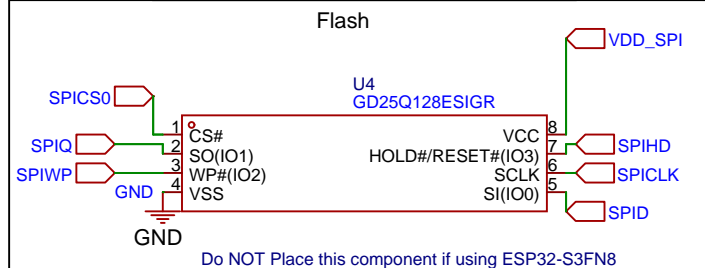 Flash
VDD_SPI
U4
GD25Q128ESIGR
SPICS0
1 CS# VCC 8
SPIQ 2 SO(IO1) HOLD#/RESET#(IO3) 7 SPIHD
SPIWP 3 WP#(IO2) SCLK 6 SPICLK
GND 4 VSS SI(IO0) 5 SPID
GND
Do NOT Place this component if using ESP32-S3FN8